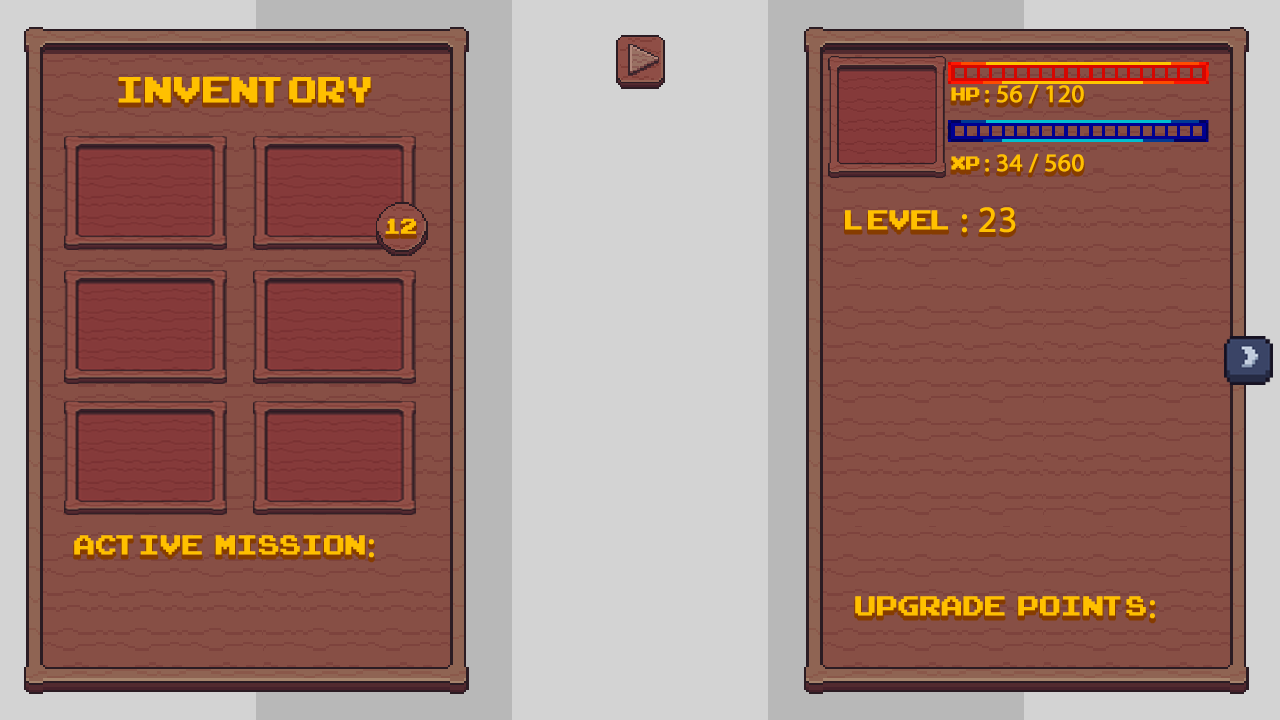 INVENTORY
12
ACTIVE MISSION:
HP: 56 / 120
XP: 34 / 560
LEVEL : 23
UPGRADE POINTS: